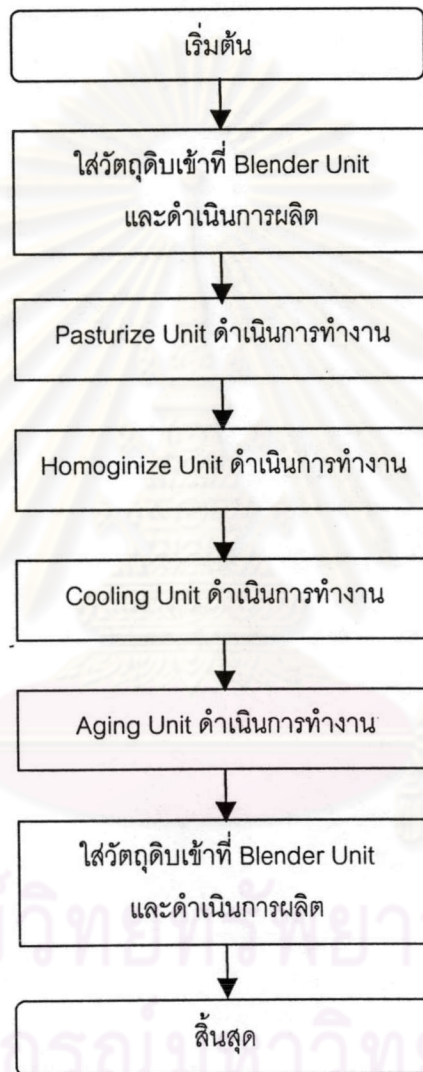 เริ่มต้น
ใส่วัตถุดิบเข้าที่ Blender Unit
และดำเนินการผลิต
Pasturize Unit ดำเนินการทำงาน
Homoginize Unit ดำเนินการทำงาน
Cooling Unit ดำเนินการทำงาน
Aging Unit ดำเนินการทำงาน
ใส่วัตถุดิบเข้าที่ Blender Unit
และดำเนินการผลิต
สิ้นสุด